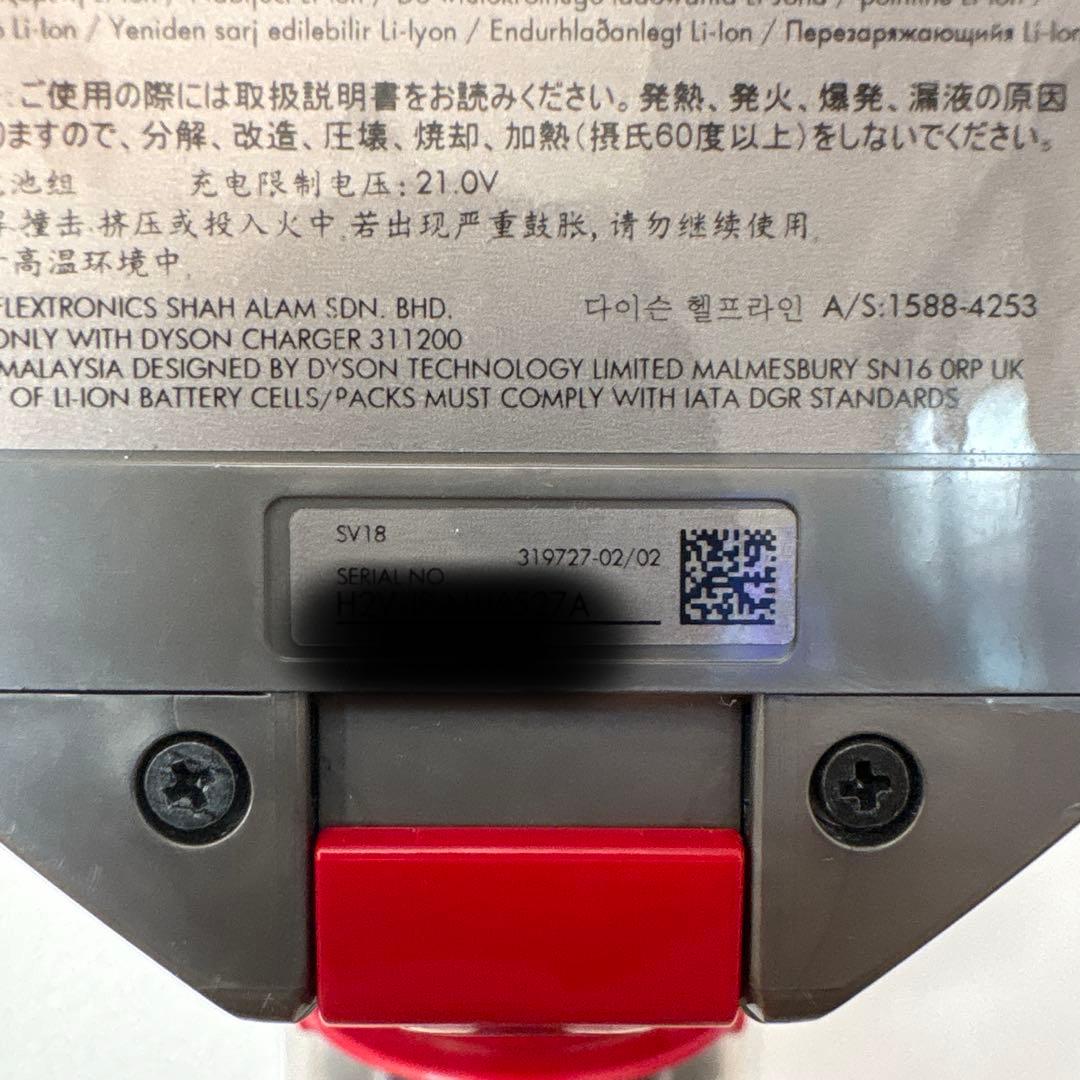 Li-Ion / Yeniden sarj edilebilir Li-Iyon / Endurhlaðanlegt Li-Ion / Перезаряжающийя Li-Ion
ご使用の際には取扱説明書をお読みください。発熱、発火、爆発、漏液の原因
ますので、分解、改造、圧壊、焼却、加熱(摂氏60度以上)をしないでください。
池组 充电限制电压: 21.0V
撞击.挤压或投入火中.若出现严重鼓胀, 请勿继续使用.
高温环境中.
FLEXTRONICS SHAH ALAM SDN. BHD. 다이슨 헬프라인 A/S:1588-4253
ONLY WITH DYSON CHARGER 311200
MALAYSIA DESIGNED BY DYSON TECHNOLOGY LIMITED MALMESBURY SN16 0RP UK
OF LI-ION BATTERY CELLS/PACKS MUST COMPLY WITH IATA DGR STANDARDS
SV18
319727-02/02
SERIAL NO